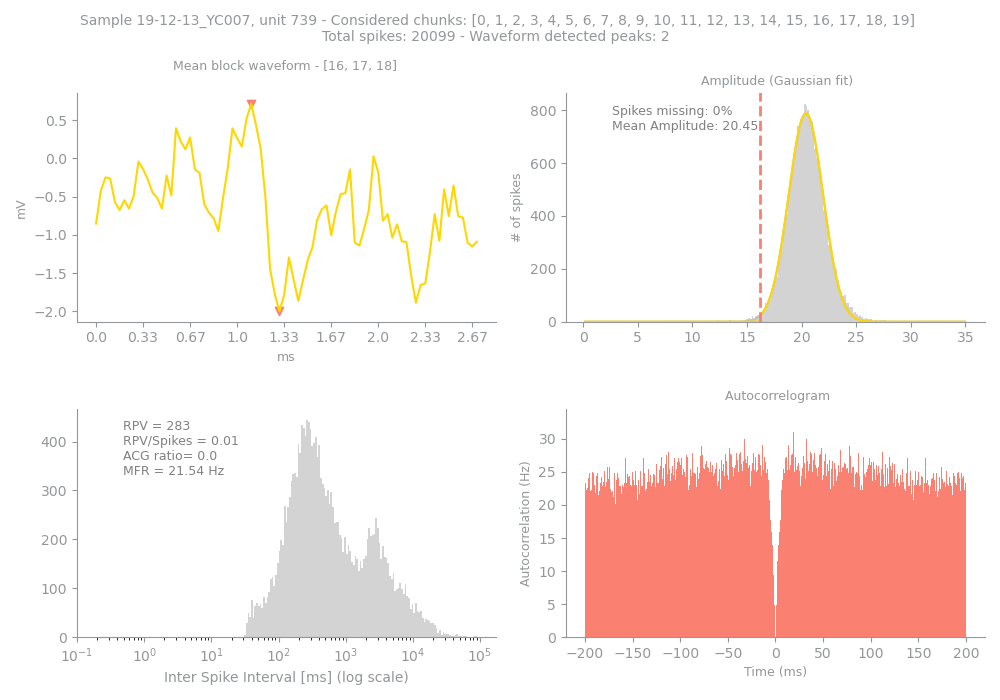 Sample 19-12-13_YC007, unit 739 - Considered chunks: [0, 1, 2, 3, 4, 5, 6, 7, 8, 9, 10, 11, 12, 13, 14, 15, 16, 17, 18, 19]
Total spikes: 20099 - Waveform detected peaks: 2
Mean block waveform - [16, 17, 18]
0.5
0.0
−0.5
−1.0
−1.5
−2.0
mV
0.0 0.33 0.67 1.0 1.33 1.67 2.0 2.33 2.67
ms
Amplitude (Gaussian fit)
Spikes missing: 0%
Mean Amplitude: 20.45
800
600
400
200
0
# of spikes
0 5 10 15 20 25 30 35
RPV = 283
RPV/Spikes = 0.01
ACG ratio= 0.0
MFR = 21.54 Hz
400
300
200
100
0
10⁻¹ 10⁰ 10¹ 10² 10³ 10⁴ 10⁵
Inter Spike Interval [ms] (log scale)
Autocorrelogram
30
25
20
15
10
5
0
Autocorrelation (Hz)
−200 −150 −100 −50 0 50 100 150 200
Time (ms)